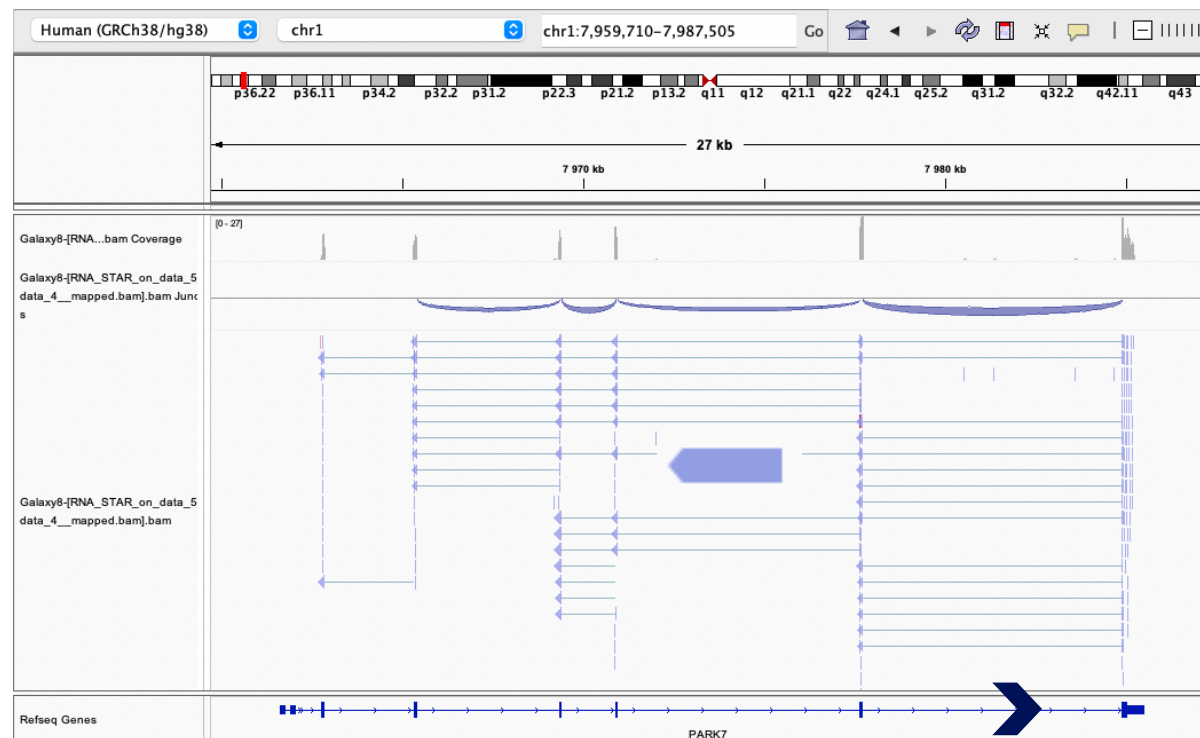 Human (GRCh38/hg38) chr1 chr1:7,959,710-7,987,505 Go
p36.22 p36.11 p34.2 p32.2 p31.2 p22.3 p21.2 p13.2 q11 q12 q21.1 q22 q24.1 q25.2 q31.2 q32.2 q42.11 q43
27 kb
7 970 kb 7 980 kb
[0 - 27]
Galaxy8-[RNA...bam Coverage
Galaxy8-[RNA_STAR_on_data_5
data_4__mapped.bam].bam Junc
s
Galaxy8-[RNA_STAR_on_data_5
data_4__mapped.bam].bam
Refseq Genes
PARK7